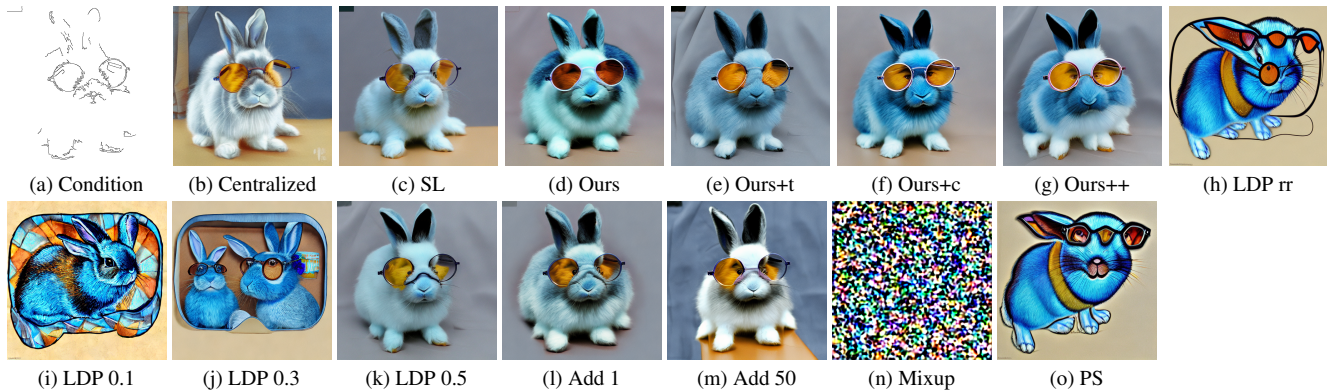 (a) Condition
(b) Centralized
(c) SL
(d) Ours
(e) Ours+t
(f) Ours+c
(g) Ours++
(h) LDP rr
(i) LDP 0.1
(j) LDP 0.3
(k) LDP 0.5
(l) Add 1
(m) Add 50
(n) Mixup
(o) PS